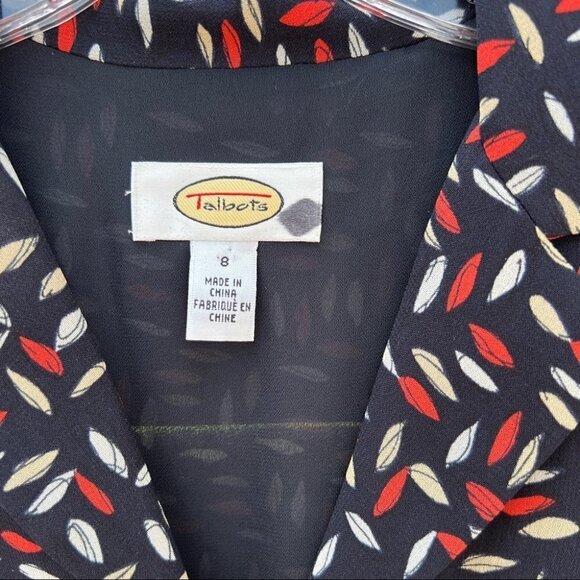 Talbots
8
MADE IN
CHINA
FABRIQUÉ EN
CHINE